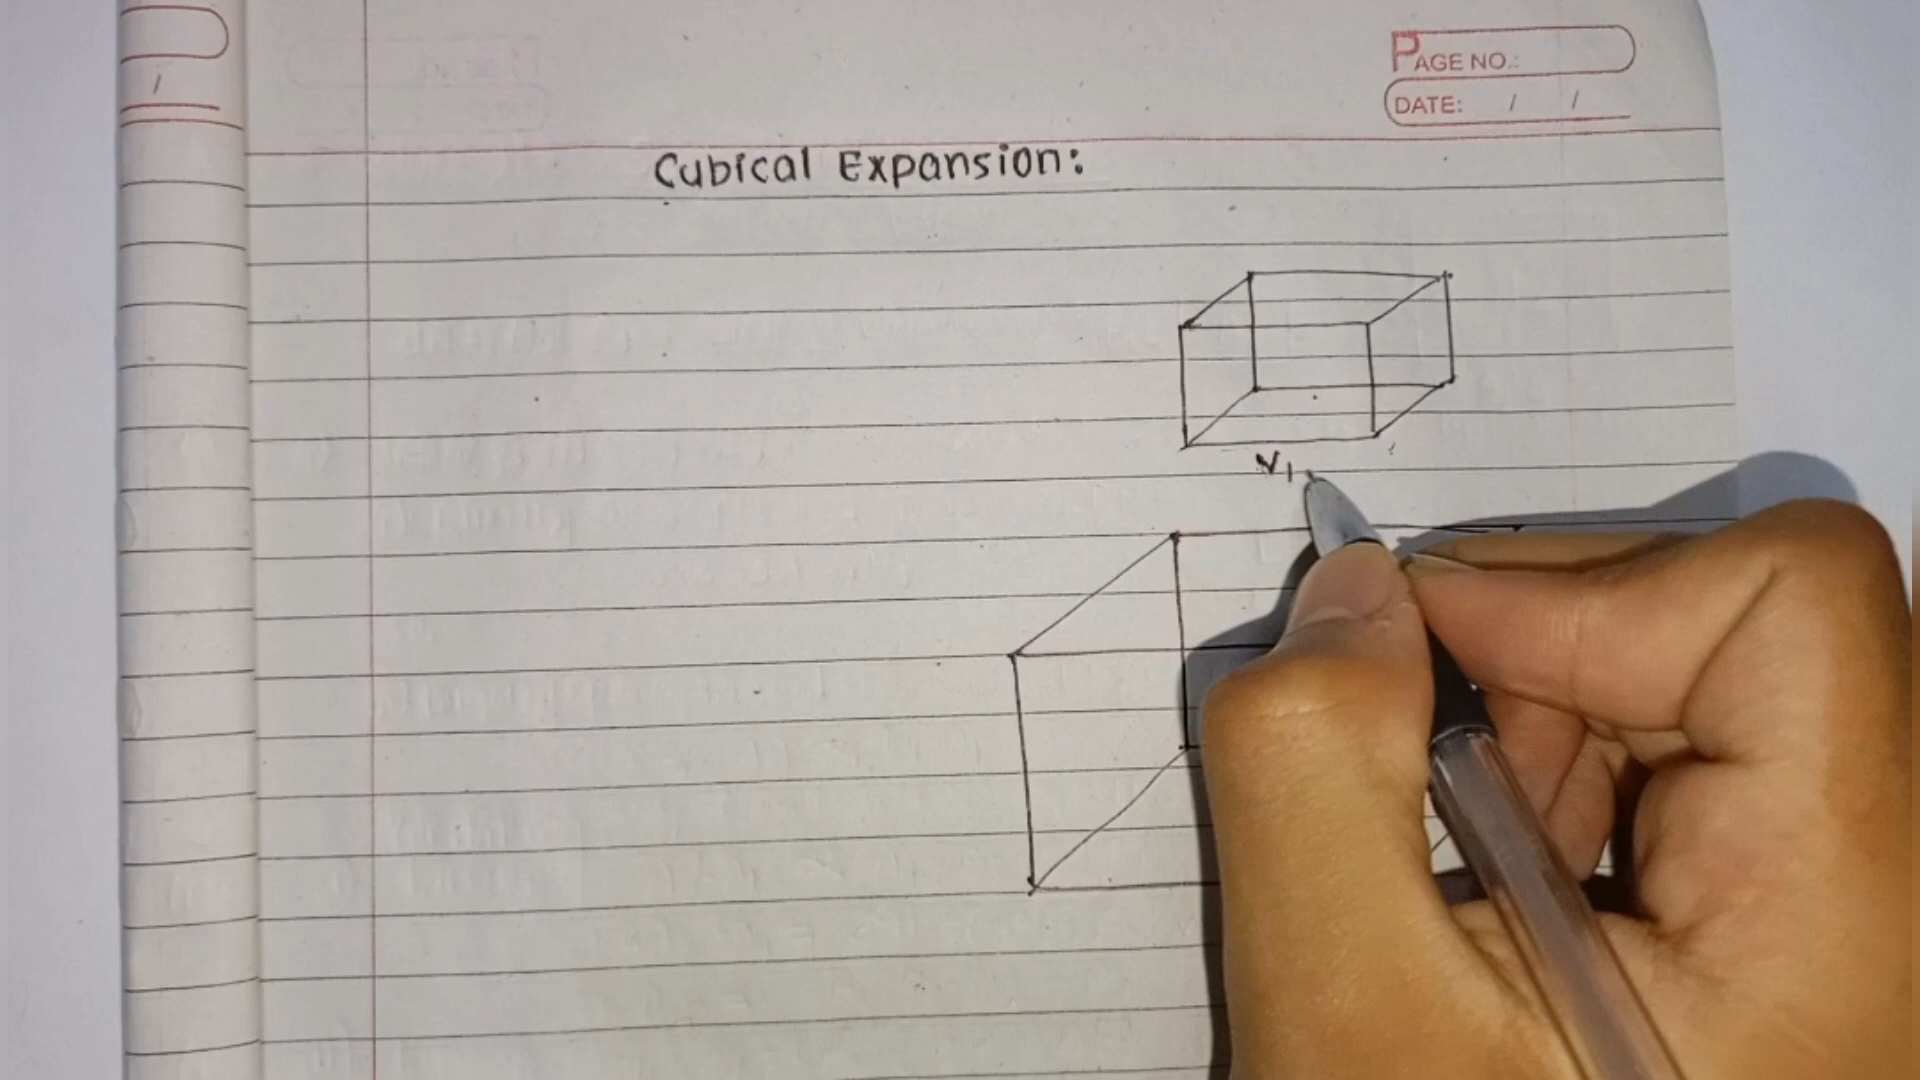 PAGE NO.:
DATE: / /
/
Cubical Expansion:
V1